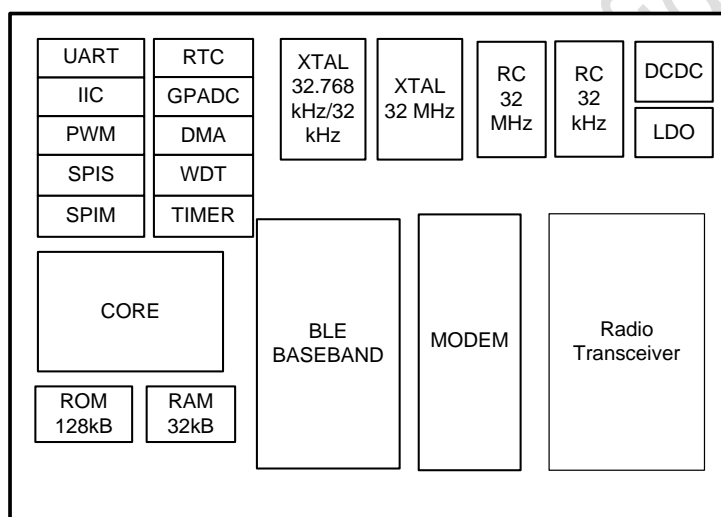 UART
IIC
PWM
SPIS
SPIM
RTC
GPADC
DMA
WDT
TIMER
XTAL
32.768
kHz/32
kHz
XTAL
32 MHz
RC
32
MHz
RC
32
kHz
DCDC
LDO
CORE
BLE
BASEBAND
MODEM
Radio
Transceiver
ROM
128kB
RAM
32kB